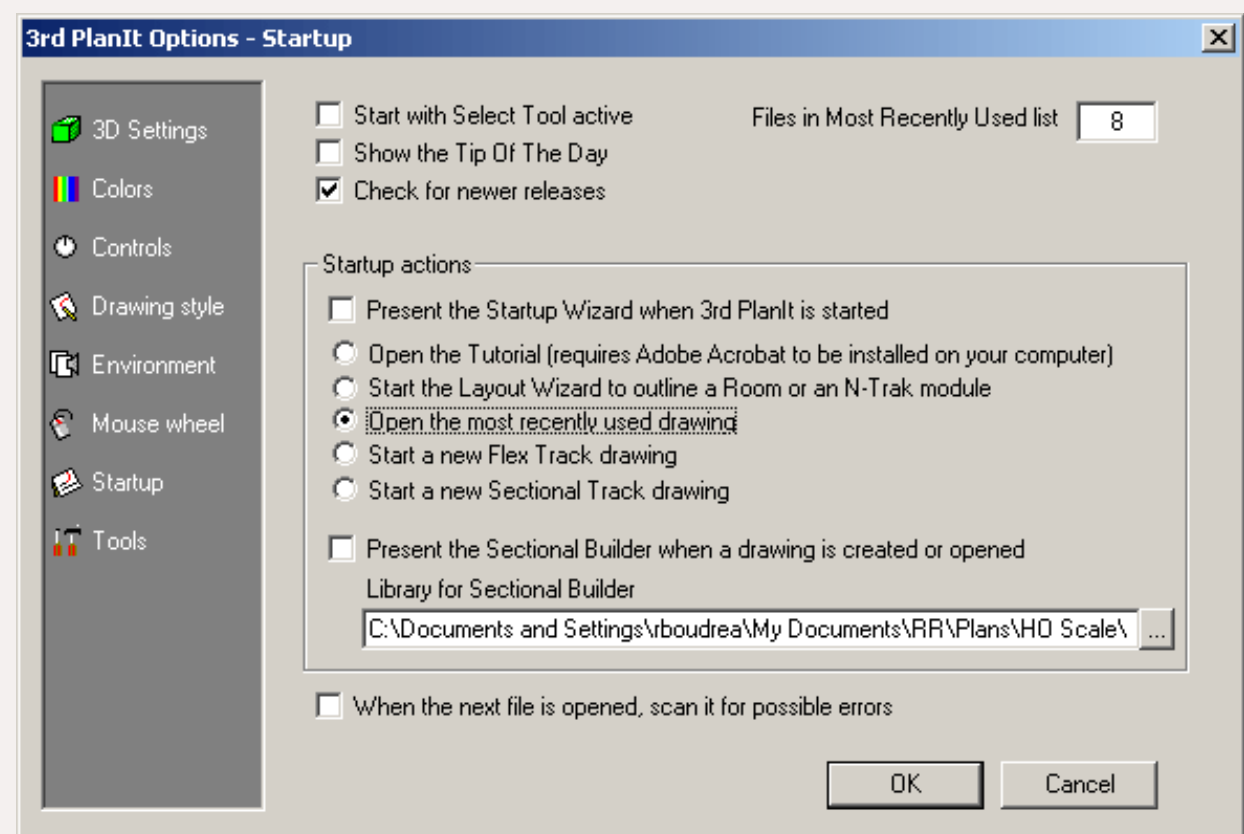 3rd PlanIt Options - Startup
3D Settings
Colors
Controls
Drawing style
Environment
Mouse wheel
Startup
Tools
Start with Select Tool active
Files in Most Recently Used list 8
Show the Tip Of The Day
Check for newer releases
Startup actions
Present the Startup Wizard when 3rd PlanIt is started
Open the Tutorial (requires Adobe Acrobat to be installed on your computer)
Start the Layout Wizard to outline a Room or an N-Trak module
Open the most recently used drawing
Start a new Flex Track drawing
Start a new Sectional Track drawing
Present the Sectional Builder when a drawing is created or opened
Library for Sectional Builder
C:\Documents and Settings\rboudrea\My Documents\RR\Plans\HO Scale\ ...
When the next file is opened, scan it for possible errors
OK Cancel